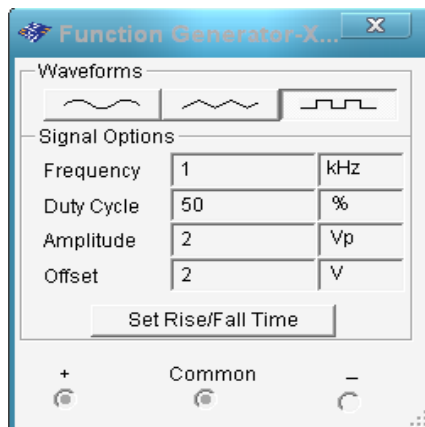 Function Generator-X...
Waveforms
Signal Options
Frequency 1 kHz
Duty Cycle 50 %
Amplitude 2 Vp
Offset 2 V
Set Rise/Fall Time
+ Common –